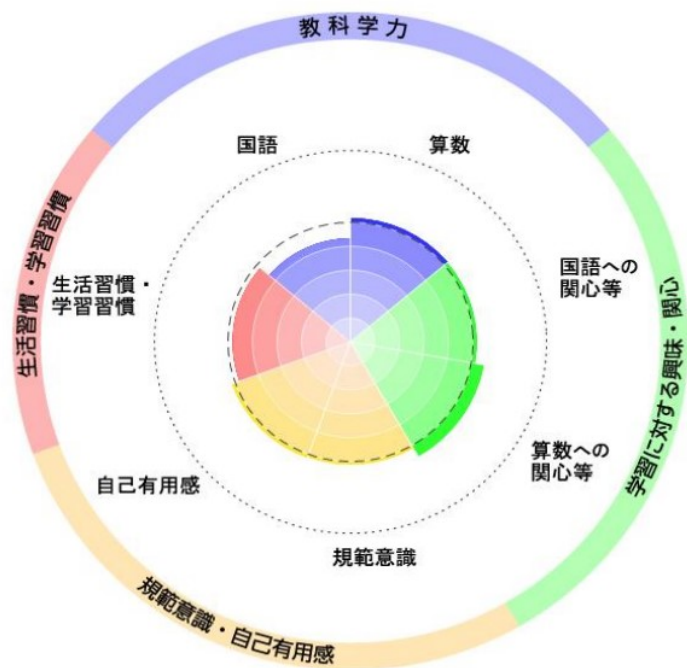 教科学力
国語
算数
生活習慣・学習習慣
生活習慣・
学習習慣
国語への
関心等
学習に対する興味・関心
算数への
関心等
自己有用感
規範意識
規範意識・自己有用感